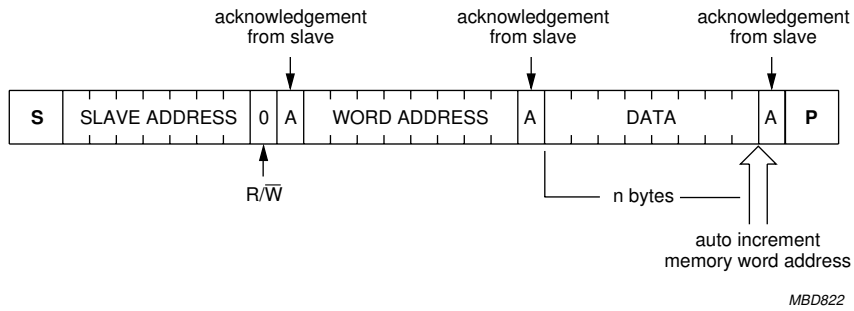 acknowledgement from slave
acknowledgement from slave
acknowledgement from slave
S SLAVE ADDRESS 0 A WORD ADDRESS A DATA A P
R/W̅
n bytes
auto increment
memory word address
MBD822